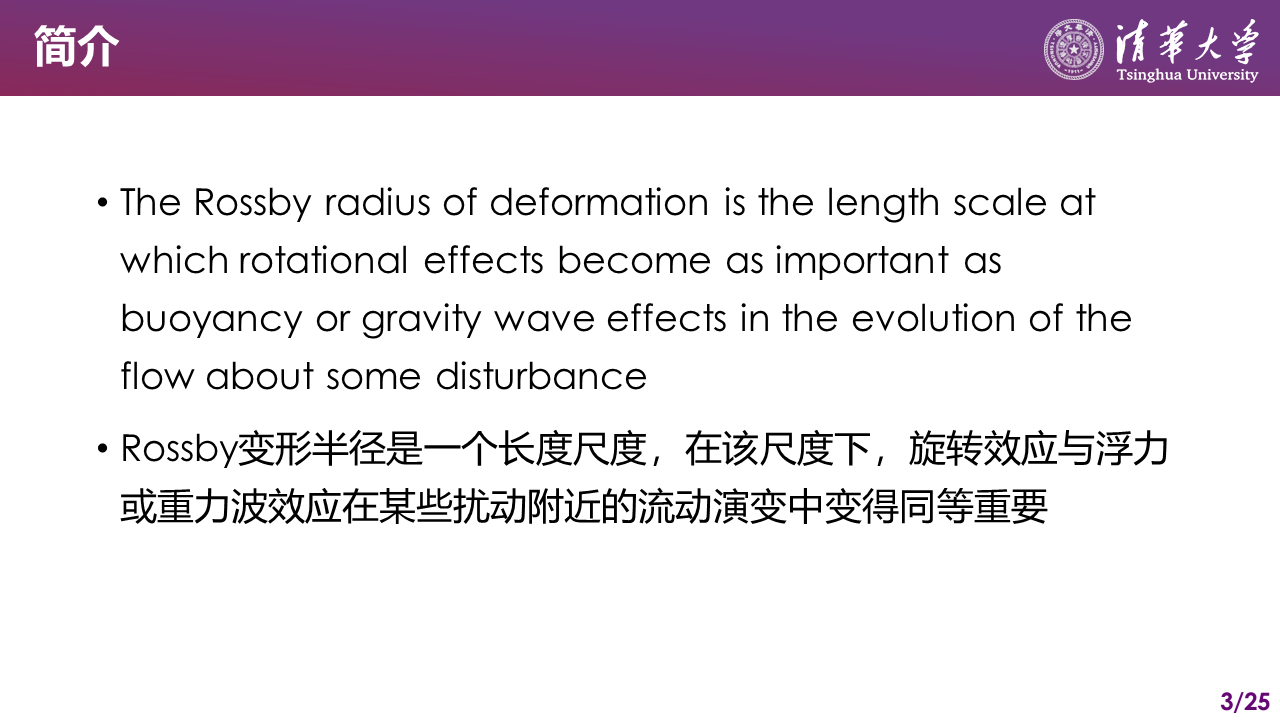 简介
清华大学
Tsinghua University
• The Rossby radius of deformation is the length scale at
which rotational effects become as important as
buoyancy or gravity wave effects in the evolution of the
flow about some disturbance
• Rossby变形半径是一个长度尺度，在该尺度下，旋转效应与浮力
或重力波效应在某些扰动附近的流动演变中变得同等重要
3/25